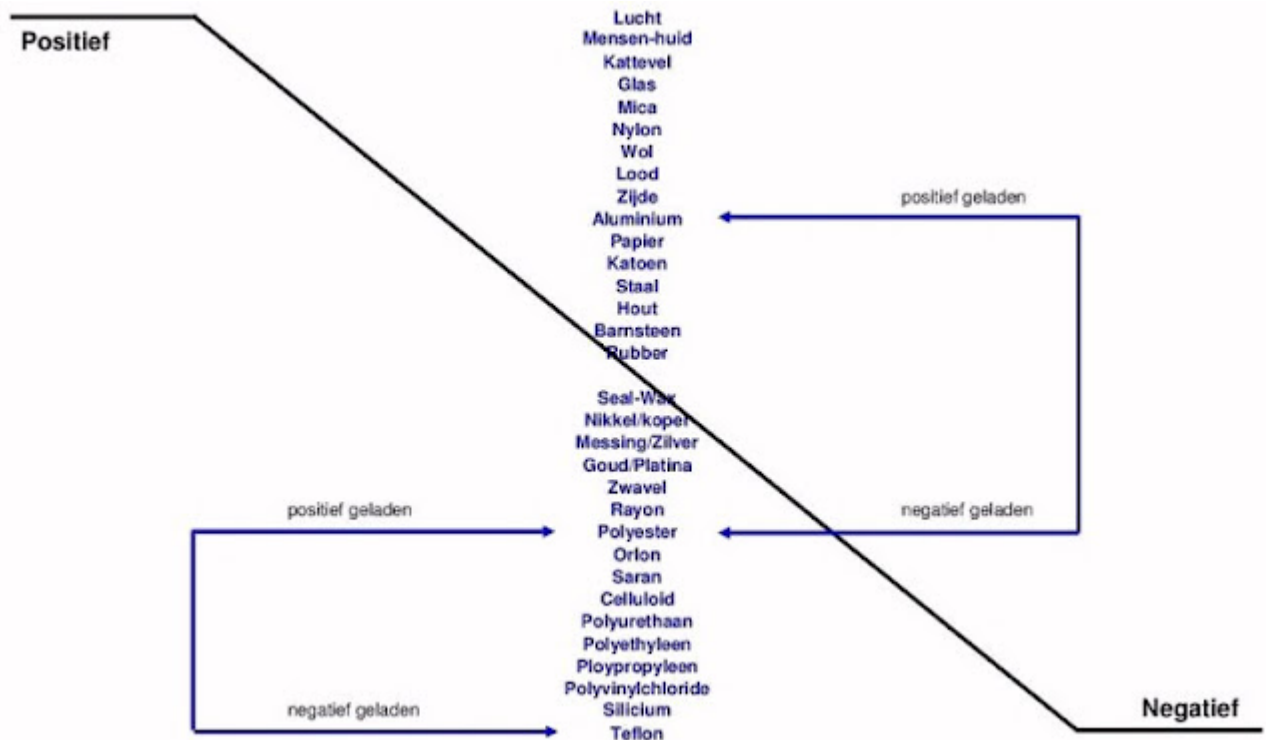 Positief
Lucht
Mensen-huid
Kattevel
Glas
Mica
Nylon
Wol
Lood
Zijde
Aluminium
Papier
Katoen
Staal
Hout
Barnsteen
Rubber
Seal-Wax
Nikkel/koper
Messing/Zilver
Goud/Platina
Zwavel
Rayon
Polyester
Orlon
Saran
Celluloid
Polyurethaan
Polyethyleen
Ploypropyleen
Polyvinylchloride
Silicium
Teflon
positief geladen
negatief geladen
positief geladen
negatief geladen
Negatief